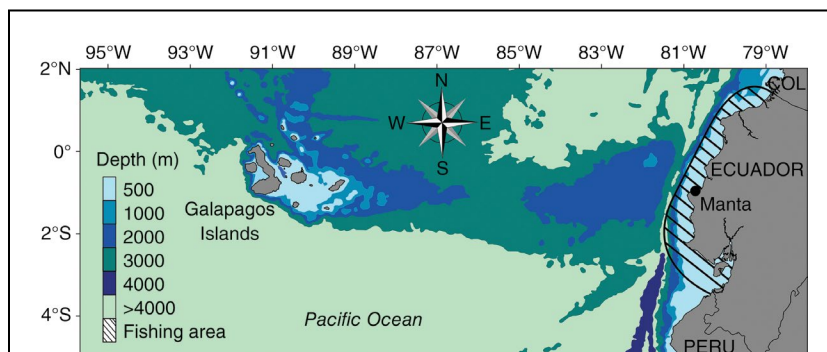 95°W 93°W 91°W 89°W 87°W 85°W 83°W 81°W 79°W
2°N
N
COL
W E
0°
S
ECUADOR
Depth (m)
500
1000
2000
3000
4000
>4000
Fishing area
Galapagos
Islands
Manta
2°S
4°S
Pacific Ocean
PERU